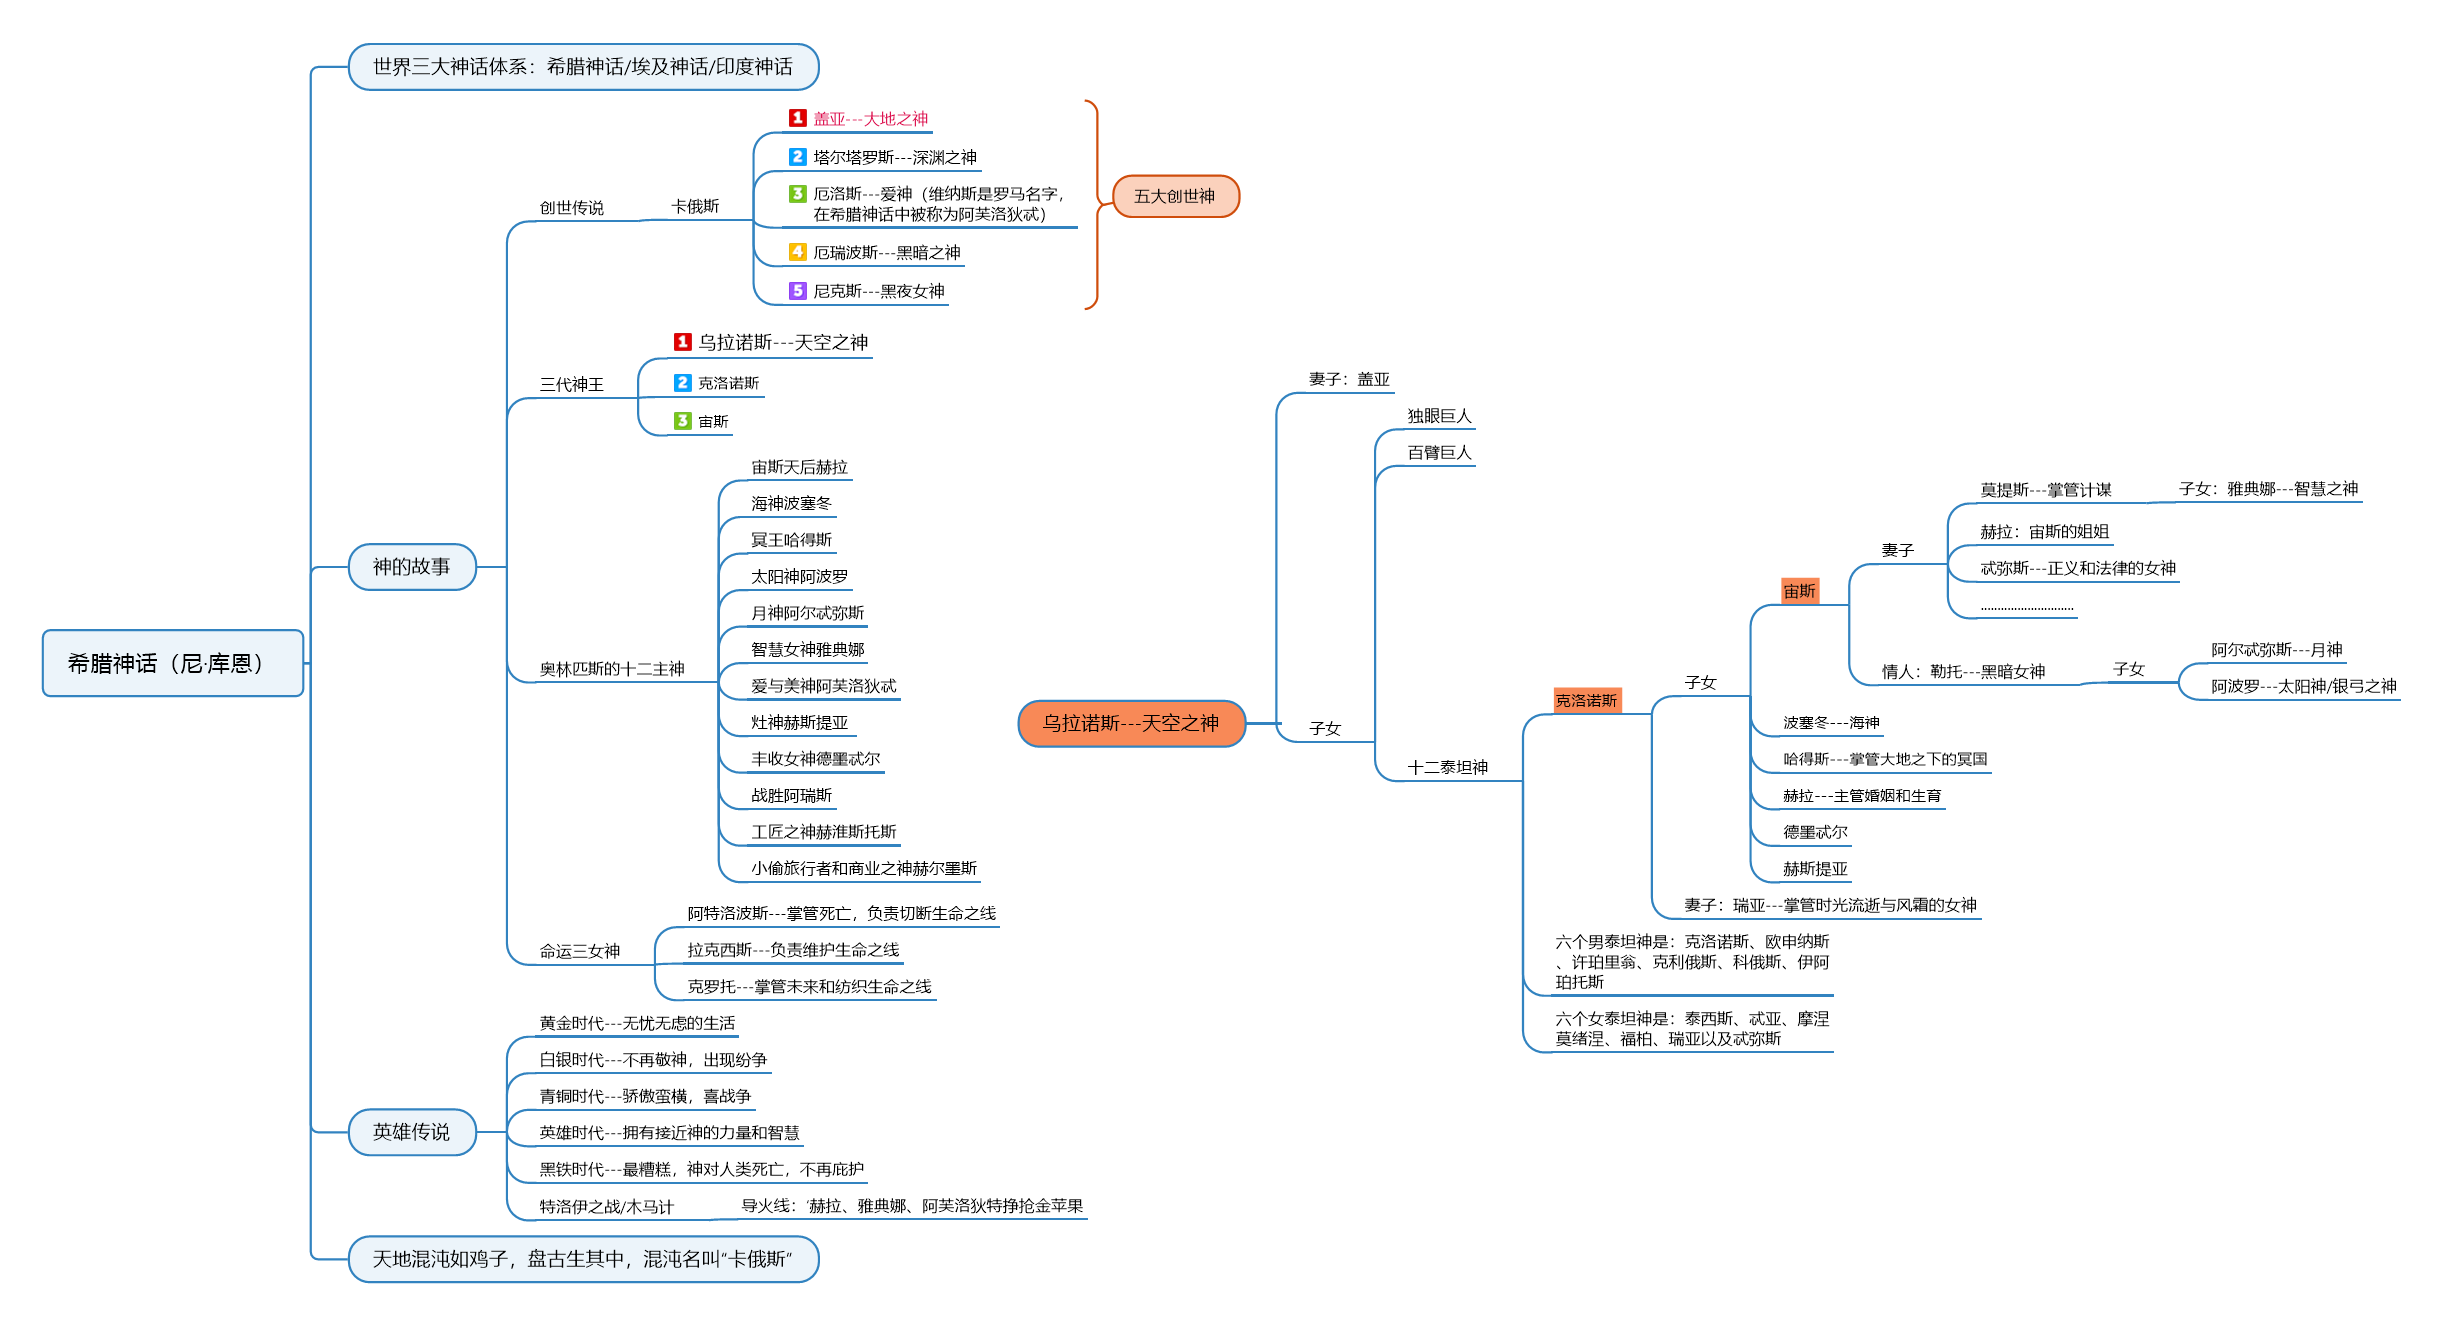 世界三大神话体系：希腊神话/埃及神话/印度神话
1 盖亚---大地之神
2 塔尔塔罗斯---深渊之神
3 厄洛斯---爱神（维纳斯是罗马名字，
在希腊神话中被称为阿芙洛狄忒）
4 厄瑞波斯---黑暗之神
5 尼克斯---黑夜女神
五大创世神
创世传说
卡俄斯
三代神王
1 乌拉诺斯---天空之神
2 克洛诺斯
3 宙斯
神的故事
奥林匹斯的十二主神
宙斯天后赫拉
海神波塞冬
冥王哈得斯
太阳神阿波罗
月神阿尔忒弥斯
智慧女神雅典娜
爱与美神阿芙洛狄忒
灶神赫斯提亚
丰收女神德墨忒尔
战胜阿瑞斯
工匠之神赫淮斯托斯
小偷旅行者和商业之神赫尔墨斯
希腊神话（尼·库恩）
命运三女神
阿特洛波斯---掌管死亡，负责切断生命之线
拉克西斯---负责维护生命之线
克罗托---掌管未来和纺织生命之线
英雄传说
黄金时代---无忧无虑的生活
白银时代---不再敬神，出现纷争
青铜时代---骄傲蛮横，喜战争
英雄时代---拥有接近神的力量和智慧
黑铁时代---最糟糕，神对人类死亡，不再庇护
特洛伊之战/木马计
导火线：‘赫拉、雅典娜、阿芙洛狄特挣抢金苹果
天地混沌如鸡子，盘古生其中，混沌名叫“卡俄斯”
乌拉诺斯---天空之神
妻子：盖亚
子女
独眼巨人
百臂巨人
十二泰坦神
克洛诺斯
子女
宙斯
妻子
莫提斯---掌管计谋
子女：雅典娜---智慧之神
赫拉：宙斯的姐姐
忒弥斯---正义和法律的女神
............................
情人：勒托---黑暗女神
子女
阿尔忒弥斯---月神
阿波罗---太阳神/银弓之神
波塞冬---海神
哈得斯---掌管大地之下的冥国
赫拉---主管婚姻和生育
德墨忒尔
赫斯提亚
妻子：瑞亚---掌管时光流逝与风霜的女神
六个男泰坦神是：克洛诺斯、欧申纳斯
、许珀里翁、克利俄斯、科俄斯、伊阿
珀托斯
六个女泰坦神是：泰西斯、忒亚、摩涅
莫绪涅、福柏、瑞亚以及忒弥斯